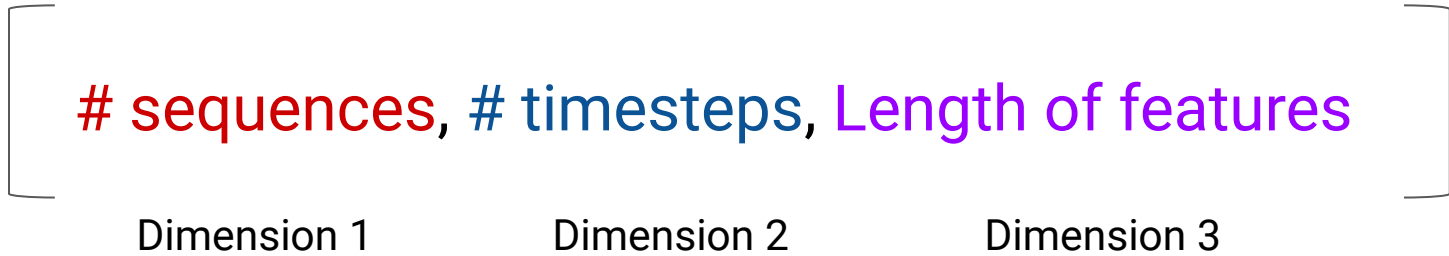 # sequences, # timesteps, Length of features
Dimension 1 Dimension 2 Dimension 3